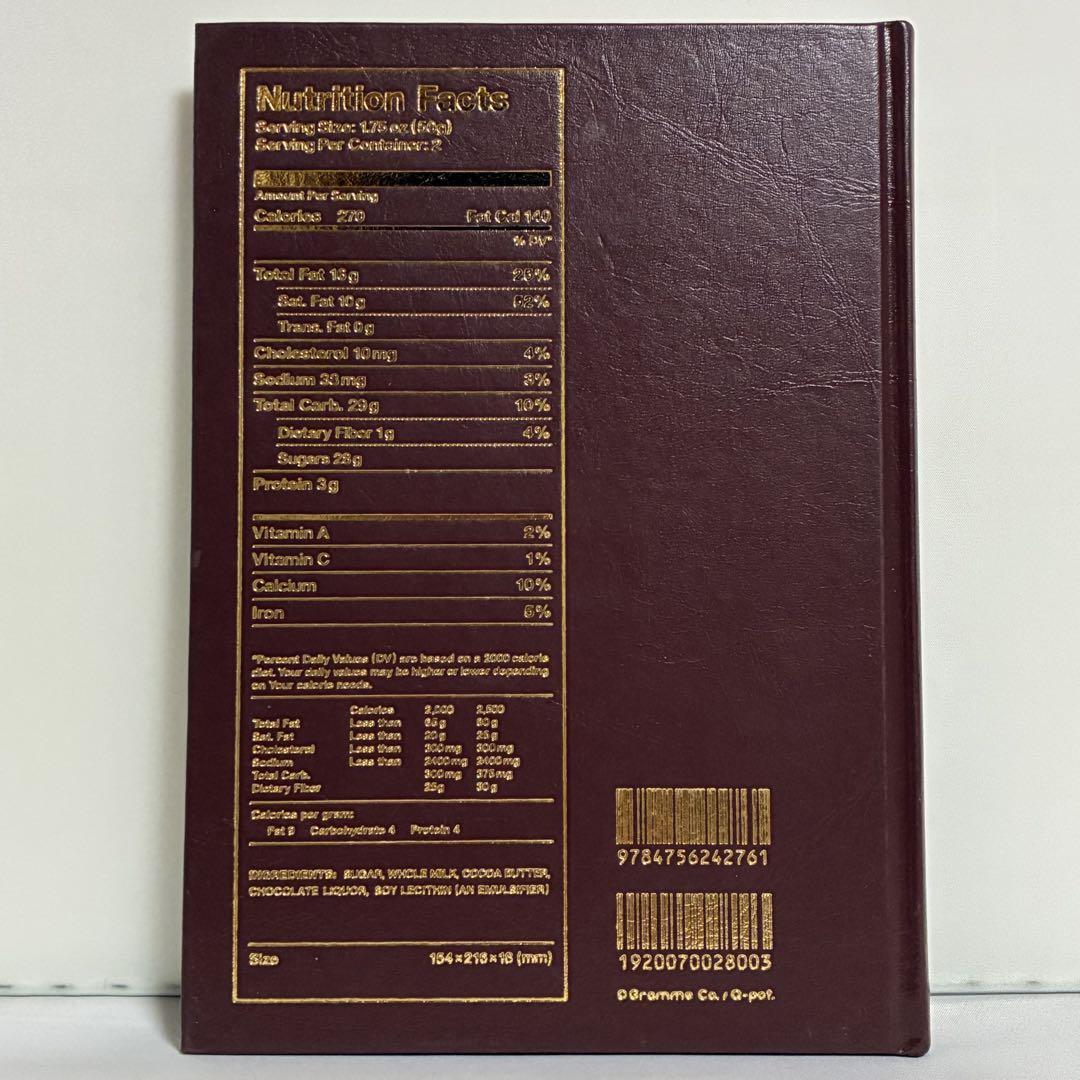 Nutrition Facts
Serving Size: 1.75 oz (50g)
Serving Per Container: 2
Amount Per Serving
Calories 270 Fat Cal 140
% DV*
Total Fat 16g 25%
Sat. Fat 10g 52%
Trans. Fat 0g
Cholesterol 10mg 4%
Sodium 33mg 3%
Total Carb. 29g 10%
Dietary Fiber 1g 4%
Sugars 28g
Protein 3g
Vitamin A 2%
Vitamin C 1%
Calcium 10%
Iron 5%
*Percent Daily Values (DV) are based on a 2000 calorie
diet. Your daily values may be higher or lower depending
on Your calorie needs.
Calories 2,000 2,500
Total Fat Less than 65g 80g
Sat. Fat Less than 20g 25g
Cholesterol Less than 300mg 300mg
Sodium Less than 2400mg 2400mg
Total Carb. 300mg 375mg
Dietary Fiber 25g 30g
Calories per gram:
Fat 9 Carbohydrate 4 Protein 4
INGREDIENTS: SUGAR, WHOLE MILK, COCOA BUTTER,
CHOCOLATE LIQUOR, SOY LECITHIN (AN EMULSIFIER)
Size 154×216×18 (mm)
9784756242761
1920070028003
©Gramme Co. / Q-pot.